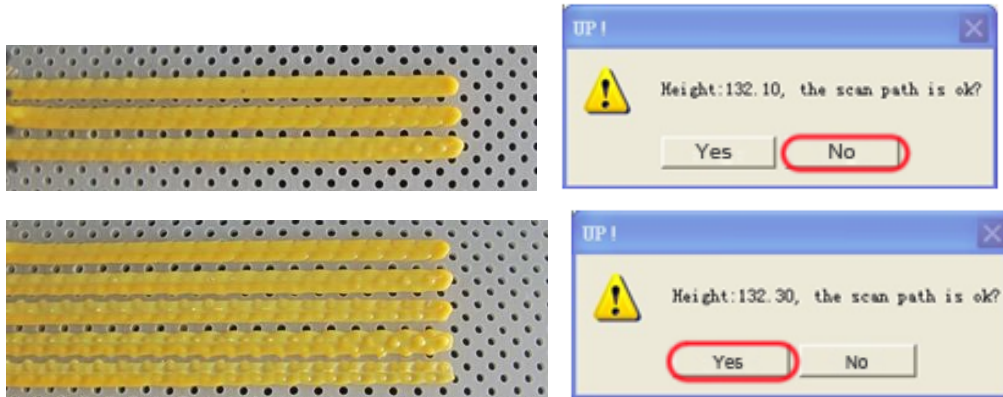 UP!
Height:132.10, the scan path is ok?
Yes No
UP!
Height:132.30, the scan path is ok?
Yes No